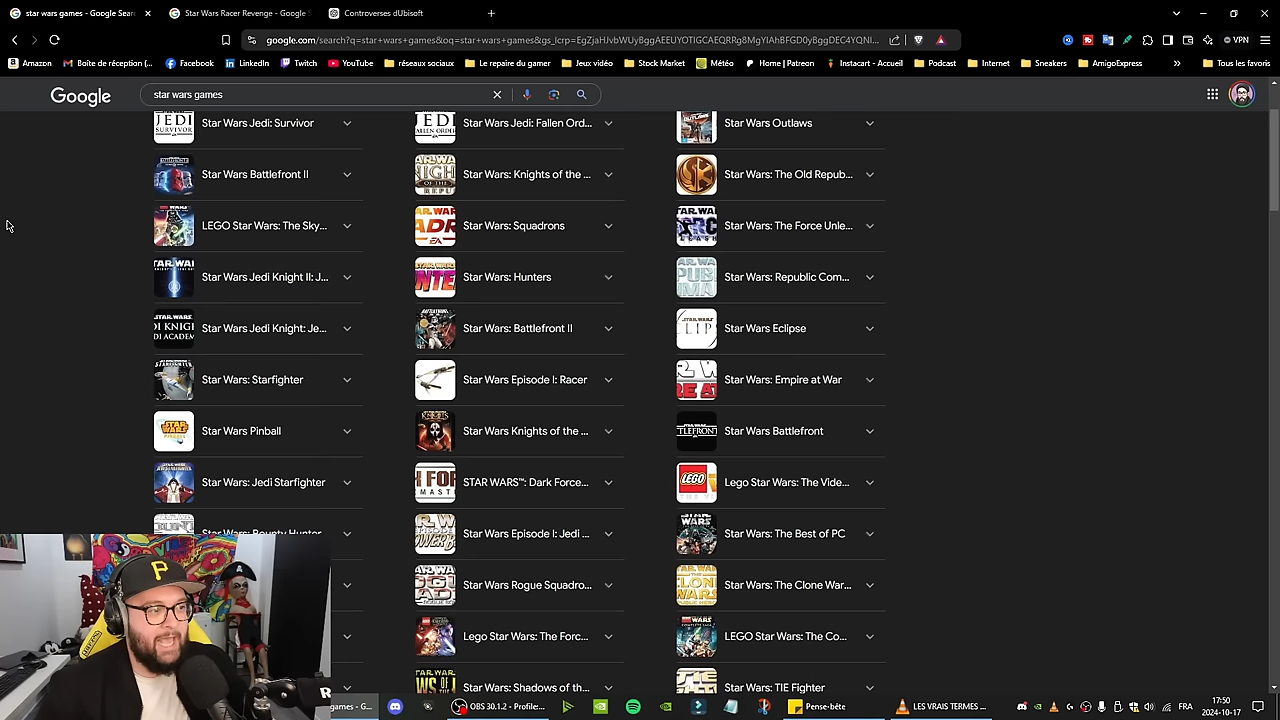 star wars games - Google Sear
Star Wars Racer Revenge - Google S
Controverses dUbisoft
google.com/search?q=star+wars+games&oq=star+wars+games&gs_lcrp=EgZjaHJvbWUyBggAEEUYOTIGCAEQRRg8MgYIAhBFGD0yBggDEC4YQNI...
VPN
Amazon
Boîte de réception (...
Facebook
LinkedIn
Twitch
YouTube
réseaux sociaux
Le repaire du gamer
Jeux vidéo
Stock Market
Météo
Home | Patreon
Instacart - Accueil
Podcast
Internet
Sneakers
AmigoExpress
Tous les favoris
Google
star wars games
Star Wars Jedi: Survivor
Star Wars Jedi: Fallen Ord...
Star Wars Outlaws
Star Wars Battlefront II
Star Wars: Knights of the ...
Star Wars: The Old Repub...
LEGO Star Wars: The Sky...
Star Wars: Squadrons
Star Wars: The Force Unle...
Star Wars Jedi Knight II: J...
Star Wars: Hunters
Star Wars: Republic Com...
Star Wars Jedi Knight: Je...
Star Wars: Battlefront II
Star Wars Eclipse
Star Wars: Starfighter
Star Wars Episode I: Racer
Star Wars: Empire at War
Star Wars Pinball
Star Wars Knights of the ...
Star Wars Battlefront
Star Wars: Jedi Starfighter
STAR WARS™: Dark Force...
Lego Star Wars: The Vide...
Star Wars: Bounty Hunter
Star Wars Episode I: Jedi ...
Star Wars: The Best of PC
Star Wars Rogue Squadro...
Star Wars: The Clone War...
Lego Star Wars: The Forc...
LEGO Star Wars: The Co...
Star Wars: Shadows of th...
Star Wars: TIE Fighter
games - G...
OBS 30.1.2 - Profile:...
Pense-bête
LES VRAIS TERMES ...
FRA
17:50
2024-10-17